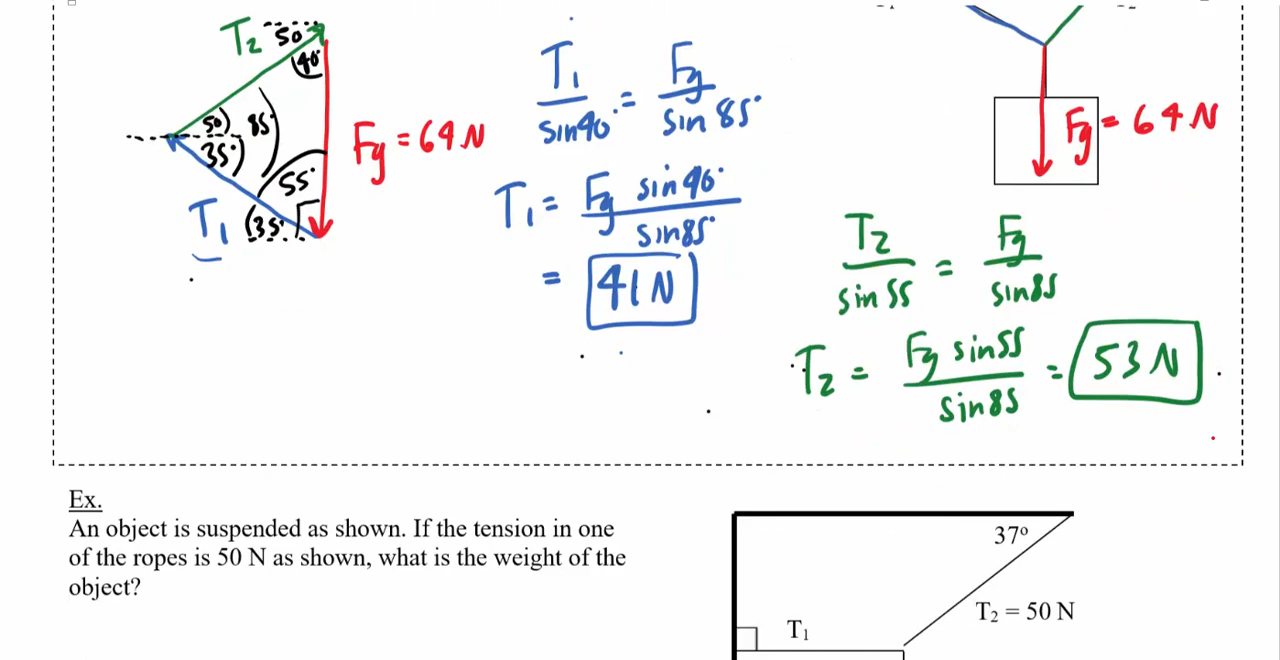 T₂ 50°
40°
50° 85°
35°
55°
T₁ 35°
Fg = 64 N
T₁ / sin40° = Fg / sin 85°
T₁ = Fg sin40° / sin85°
= 41 N
Fg = 64 N
T₂ / sin 55 = Fg / sin85
T₂ = Fg sin55 / sin85 = 53 N
Ex.
An object is suspended as shown. If the tension in one
of the ropes is 50 N as shown, what is the weight of the
object?
37°
T₂ = 50 N
T₁